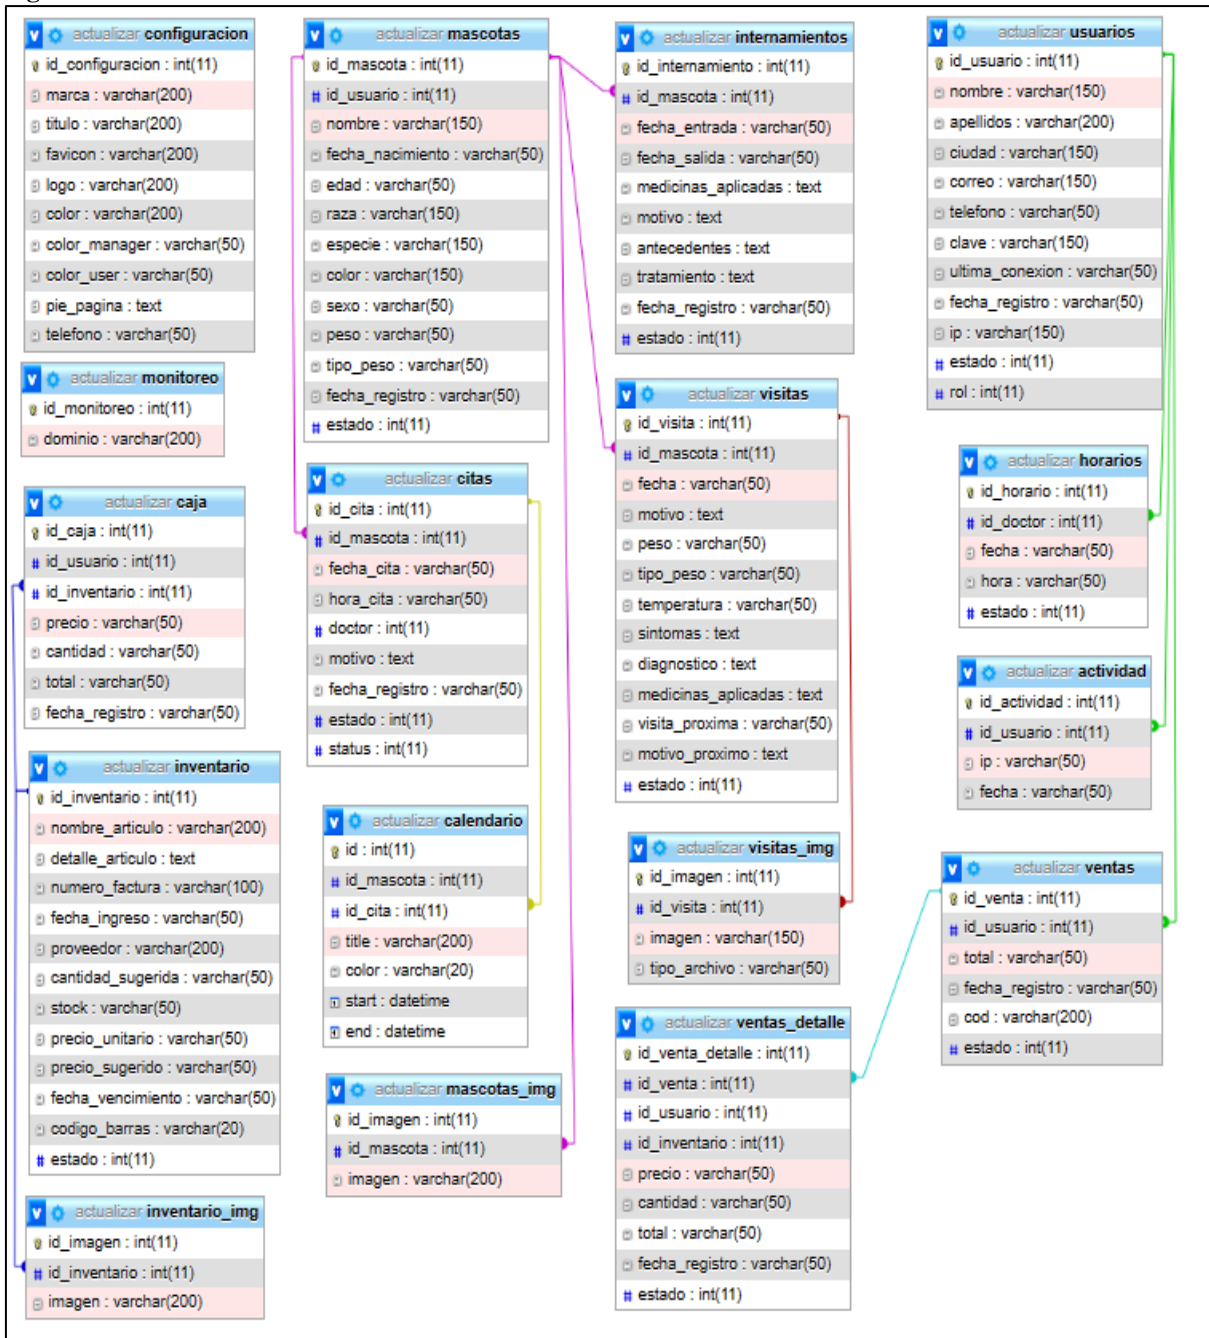 actualizar configuracion
id_configuracion : int(11)
marca : varchar(200)
titulo : varchar(200)
favicon : varchar(200)
logo : varchar(200)
color : varchar(200)
color_manager : varchar(50)
color_user : varchar(50)
pie_pagina : text
telefono : varchar(50)
actualizar monitoreo
id_monitoreo : int(11)
dominio : varchar(200)
actualizar caja
id_caja : int(11)
id_usuario : int(11)
id_inventario : int(11)
precio : varchar(50)
cantidad : varchar(50)
total : varchar(50)
fecha_registro : varchar(50)
actualizar inventario
id_inventario : int(11)
nombre_articulo : varchar(200)
detalle_articulo : text
numero_factura : varchar(100)
fecha_ingreso : varchar(50)
proveedor : varchar(200)
cantidad_sugerida : varchar(50)
stock : varchar(50)
precio_unitario : varchar(50)
precio_sugerido : varchar(50)
fecha_vencimiento : varchar(50)
codigo_barras : varchar(20)
estado : int(11)
actualizar inventario_img
id_imagen : int(11)
id_inventario : int(11)
imagen : varchar(200)
actualizar mascotas
id_mascota : int(11)
id_usuario : int(11)
nombre : varchar(150)
fecha_nacimiento : varchar(50)
edad : varchar(50)
raza : varchar(150)
especie : varchar(150)
color : varchar(150)
sexo : varchar(50)
peso : varchar(50)
tipo_peso : varchar(50)
fecha_registro : varchar(50)
estado : int(11)
actualizar citas
id_cita : int(11)
id_mascota : int(11)
fecha_cita : varchar(50)
hora_cita : varchar(50)
doctor : int(11)
motivo : text
fecha_registro : varchar(50)
estado : int(11)
status : int(11)
actualizar calendario
id : int(11)
id_mascota : int(11)
id_cita : int(11)
title : varchar(200)
color : varchar(20)
start : datetime
end : datetime
actualizar mascotas_img
id_imagen : int(11)
id_mascota : int(11)
imagen : varchar(200)
actualizar internamientos
id_internamiento : int(11)
id_mascota : int(11)
fecha_entrada : varchar(50)
fecha_salida : varchar(50)
medicinas_aplicadas : text
motivo : text
antecedentes : text
tratamiento : text
fecha_registro : varchar(50)
estado : int(11)
actualizar visitas
id_visita : int(11)
id_mascota : int(11)
fecha : varchar(50)
motivo : text
peso : varchar(50)
tipo_peso : varchar(50)
temperatura : varchar(50)
sintomas : text
diagnostico : text
medicinas_aplicadas : text
visita_proxima : varchar(50)
motivo_proximo : text
estado : int(11)
actualizar visitas_img
id_imagen : int(11)
id_visita : int(11)
imagen : varchar(150)
tipo_archivo : varchar(50)
actualizar ventas_detalle
id_venta_detalle : int(11)
id_venta : int(11)
id_usuario : int(11)
id_inventario : int(11)
precio : varchar(50)
cantidad : varchar(50)
total : varchar(50)
fecha_registro : varchar(50)
estado : int(11)
actualizar usuarios
id_usuario : int(11)
nombre : varchar(150)
apellidos : varchar(200)
ciudad : varchar(150)
correo : varchar(150)
telefono : varchar(50)
clave : varchar(150)
ultima_conexion : varchar(50)
fecha_registro : varchar(50)
ip : varchar(150)
estado : int(11)
rol : int(11)
actualizar horarios
id_horario : int(11)
id_doctor : int(11)
fecha : varchar(50)
hora : varchar(50)
estado : int(11)
actualizar actividad
id_actividad : int(11)
id_usuario : int(11)
ip : varchar(50)
fecha : varchar(50)
actualizar ventas
id_venta : int(11)
id_usuario : int(11)
total : varchar(50)
fecha_registro : varchar(50)
cod : varchar(200)
estado : int(11)